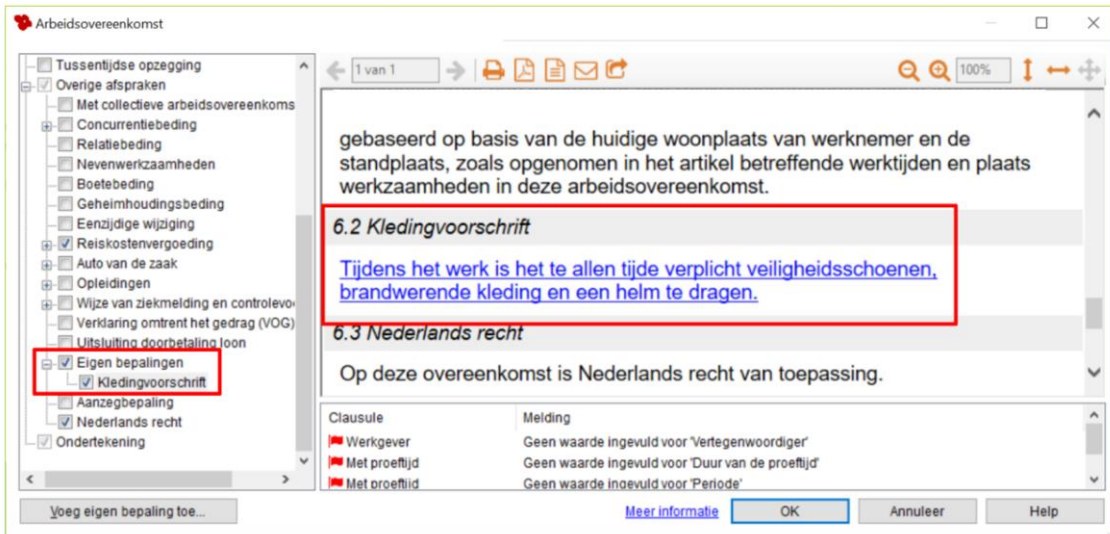 Arbeidsovereenkomst
Tussentijdse opzegging
Overige afspraken
Met collectieve arbeidsovereenkoms
Concurrentiebeding
Relatiebeding
Nevenwerkzaamheden
Boetebeding
Geheimhoudingsbeding
Eenzijdige wijziging
Reiskostenvergoeding
Auto van de zaak
Opleidingen
Wijze van ziekmelding en controlevo
Verklaring omtrent het gedrag (VOG)
Uitsluiting doorbetaling loon
Eigen bepalingen
Kledingvoorschrift
Aanzegbepaling
Nederlands recht
Ondertekening
1 van 1
100%
gebaseerd op basis van de huidige woonplaats van werknemer en de
standplaats, zoals opgenomen in het artikel betreffende werktijden en plaats
werkzaamheden in deze arbeidsovereenkomst.
6.2 Kledingvoorschrift
Tijdens het werk is het te allen tijde verplicht veiligheidsschoenen,
brandwerende kleding en een helm te dragen.
6.3 Nederlands recht
Op deze overeenkomst is Nederlands recht van toepassing.
Clausule Melding
Werkgever Geen waarde ingevuld voor 'Vertegenwoordiger'
Met proeftijd Geen waarde ingevuld voor 'Duur van de proeftijd'
Met proeftijd Geen waarde ingevuld voor 'Periode'
Voeg eigen bepaling toe...
Meer informatie
OK
Annuleer
Help